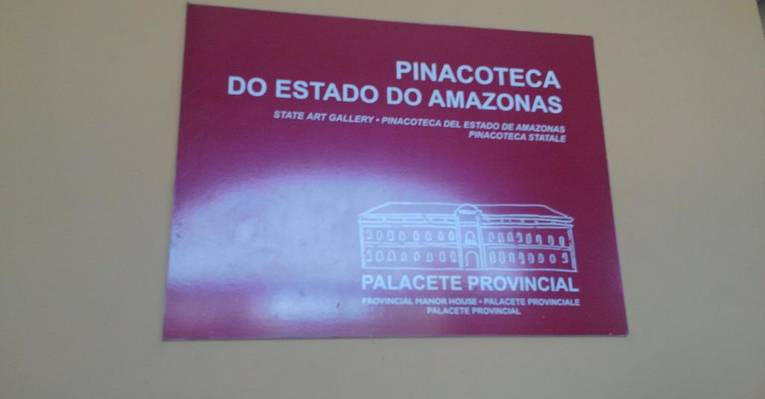 PINACOTECA
DO ESTADO DO AMAZONAS
STATE ART GALLERY • PINACOTECA DEL ESTADO DE AMAZONAS
PINACOTECA STATALE
PALACETE PROVINCIAL
PROVINCIAL MANOR HOUSE • PALACETE PROVINCIALE
PALACETE PROVINCIAL